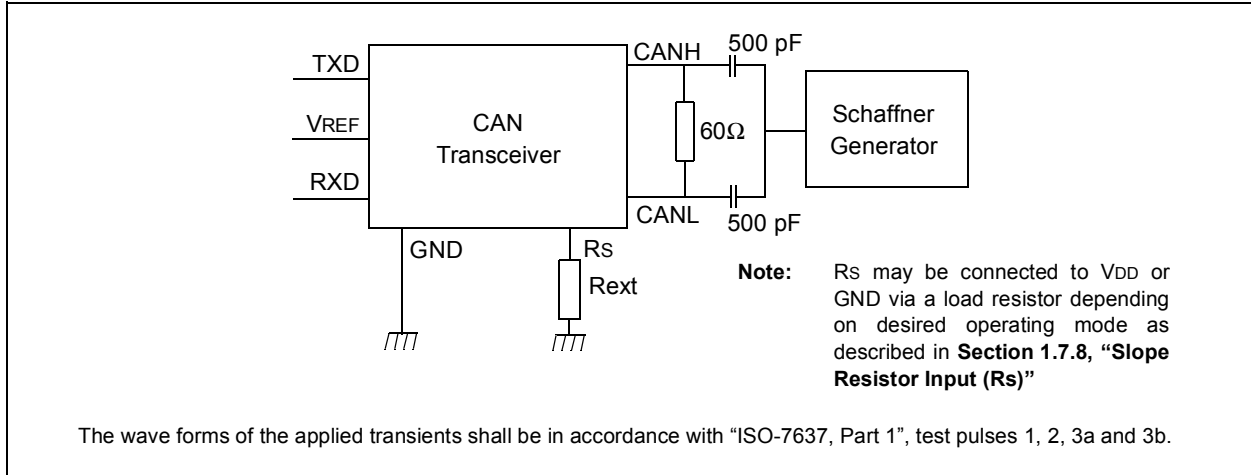 CANH
500 pF
TXD
VREF
RXD
CAN
Transceiver
60Ω
Schaffner
Generator
CANL
500 pF
GND
RS
Rext
Note: RS may be connected to VDD or
GND via a load resistor depending
on desired operating mode as
described in Section 1.7.8, “Slope
Resistor Input (Rs)”
The wave forms of the applied transients shall be in accordance with “ISO-7637, Part 1”, test pulses 1, 2, 3a and 3b.